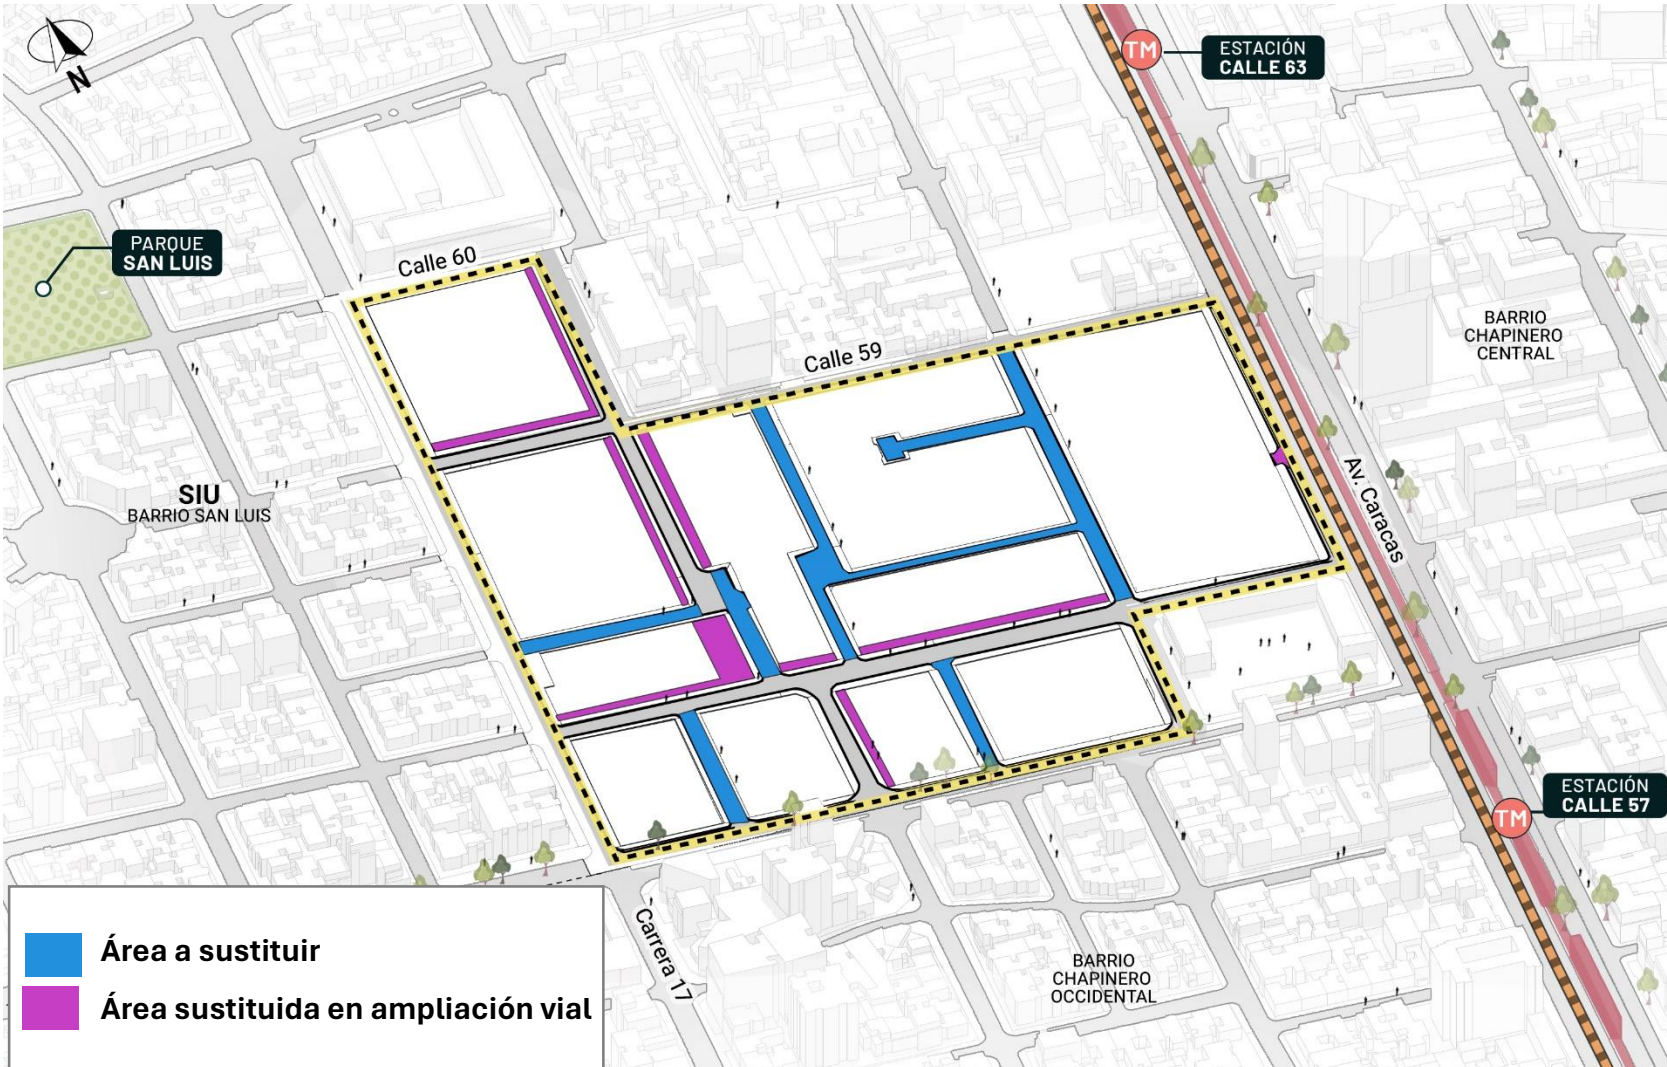 N
TM
ESTACIÓN
CALLE 63
PARQUE
SAN LUIS
Calle 60
Calle 59
BARRIO
CHAPINERO
CENTRAL
Av. Caracas
SIU
BARRIO SAN LUIS
ESTACIÓN
CALLE 57
TM
Carrera 17
BARRIO
CHAPINERO
OCCIDENTAL
Área a sustituir
Área sustituida en ampliación vial